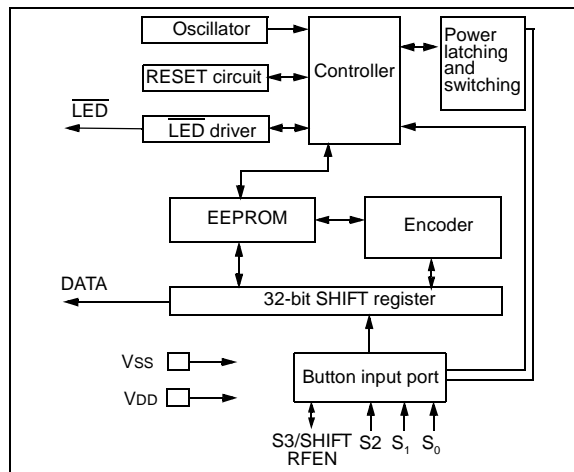 Oscillator
Controller
Power
latching
and
switching
RESET circuit
LED
LED driver
EEPROM
Encoder
DATA
32-bit SHIFT register
VSS
Button input port
VDD
S3/SHIFT S2 S1 S0
RFEN